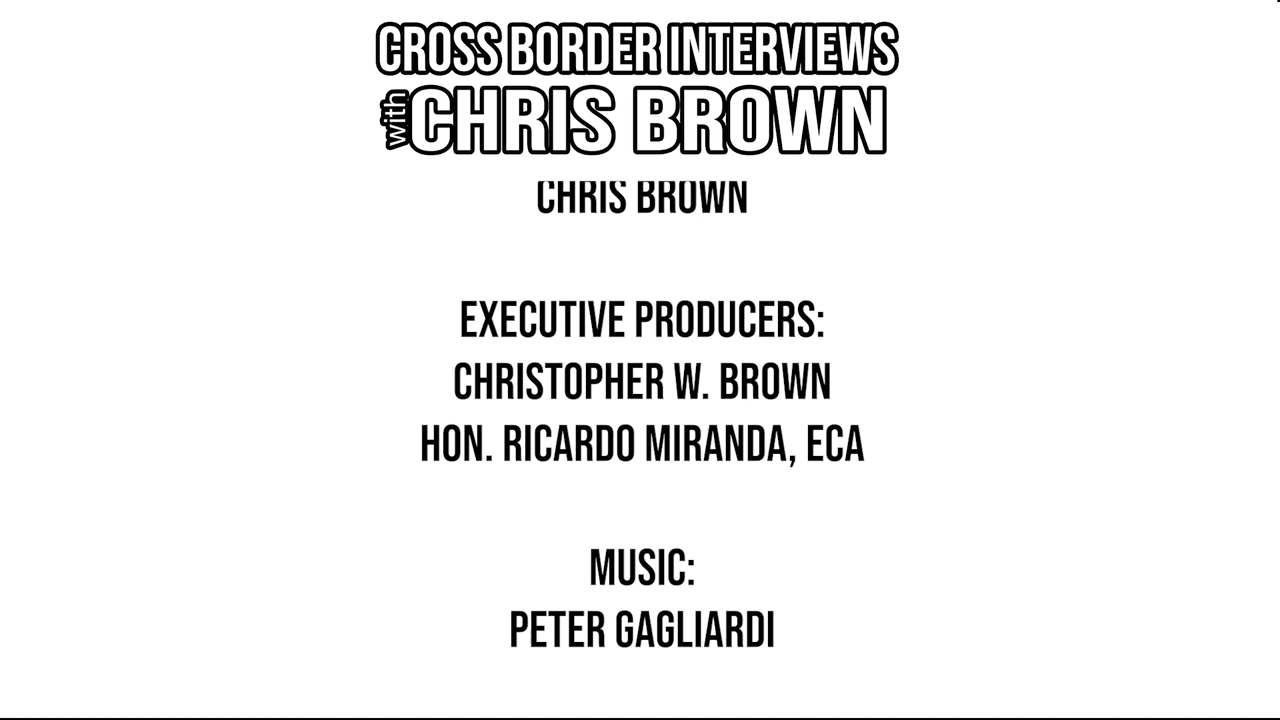 CROSS BORDER INTERVIEWS
with CHRIS BROWN
CHRIS BROWN
EXECUTIVE PRODUCERS:
CHRISTOPHER W. BROWN
HON. RICARDO MIRANDA, ECA
MUSIC:
PETER GAGLIARDI